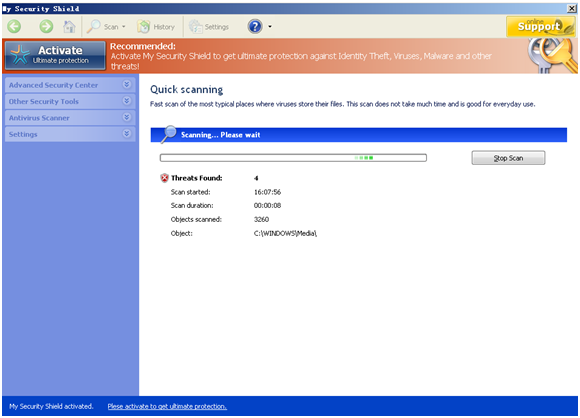 My Security Shield
Scan
History
Settings
?
online
Support
Activate
Ultimate protection
Recommended:
Activate My Security Shield to get ultimate protection against Identity Theft, Viruses, Malware and other
threats!
Advanced Security Center
Other Security Tools
Antivirus Scanner
Settings
Quick scanning
Fast scan of the most typical places where viruses store their files. This scan does not take much time and is good for everyday use.
Scanning... Please wait
Stop Scan
Threats Found: 4
Scan started: 16:07:56
Scan duration: 00:00:08
Objects scanned: 3260
Object: C:\WINDOWS\Media\,
My Security Shield activated. Plese activate to get ultimate protection.